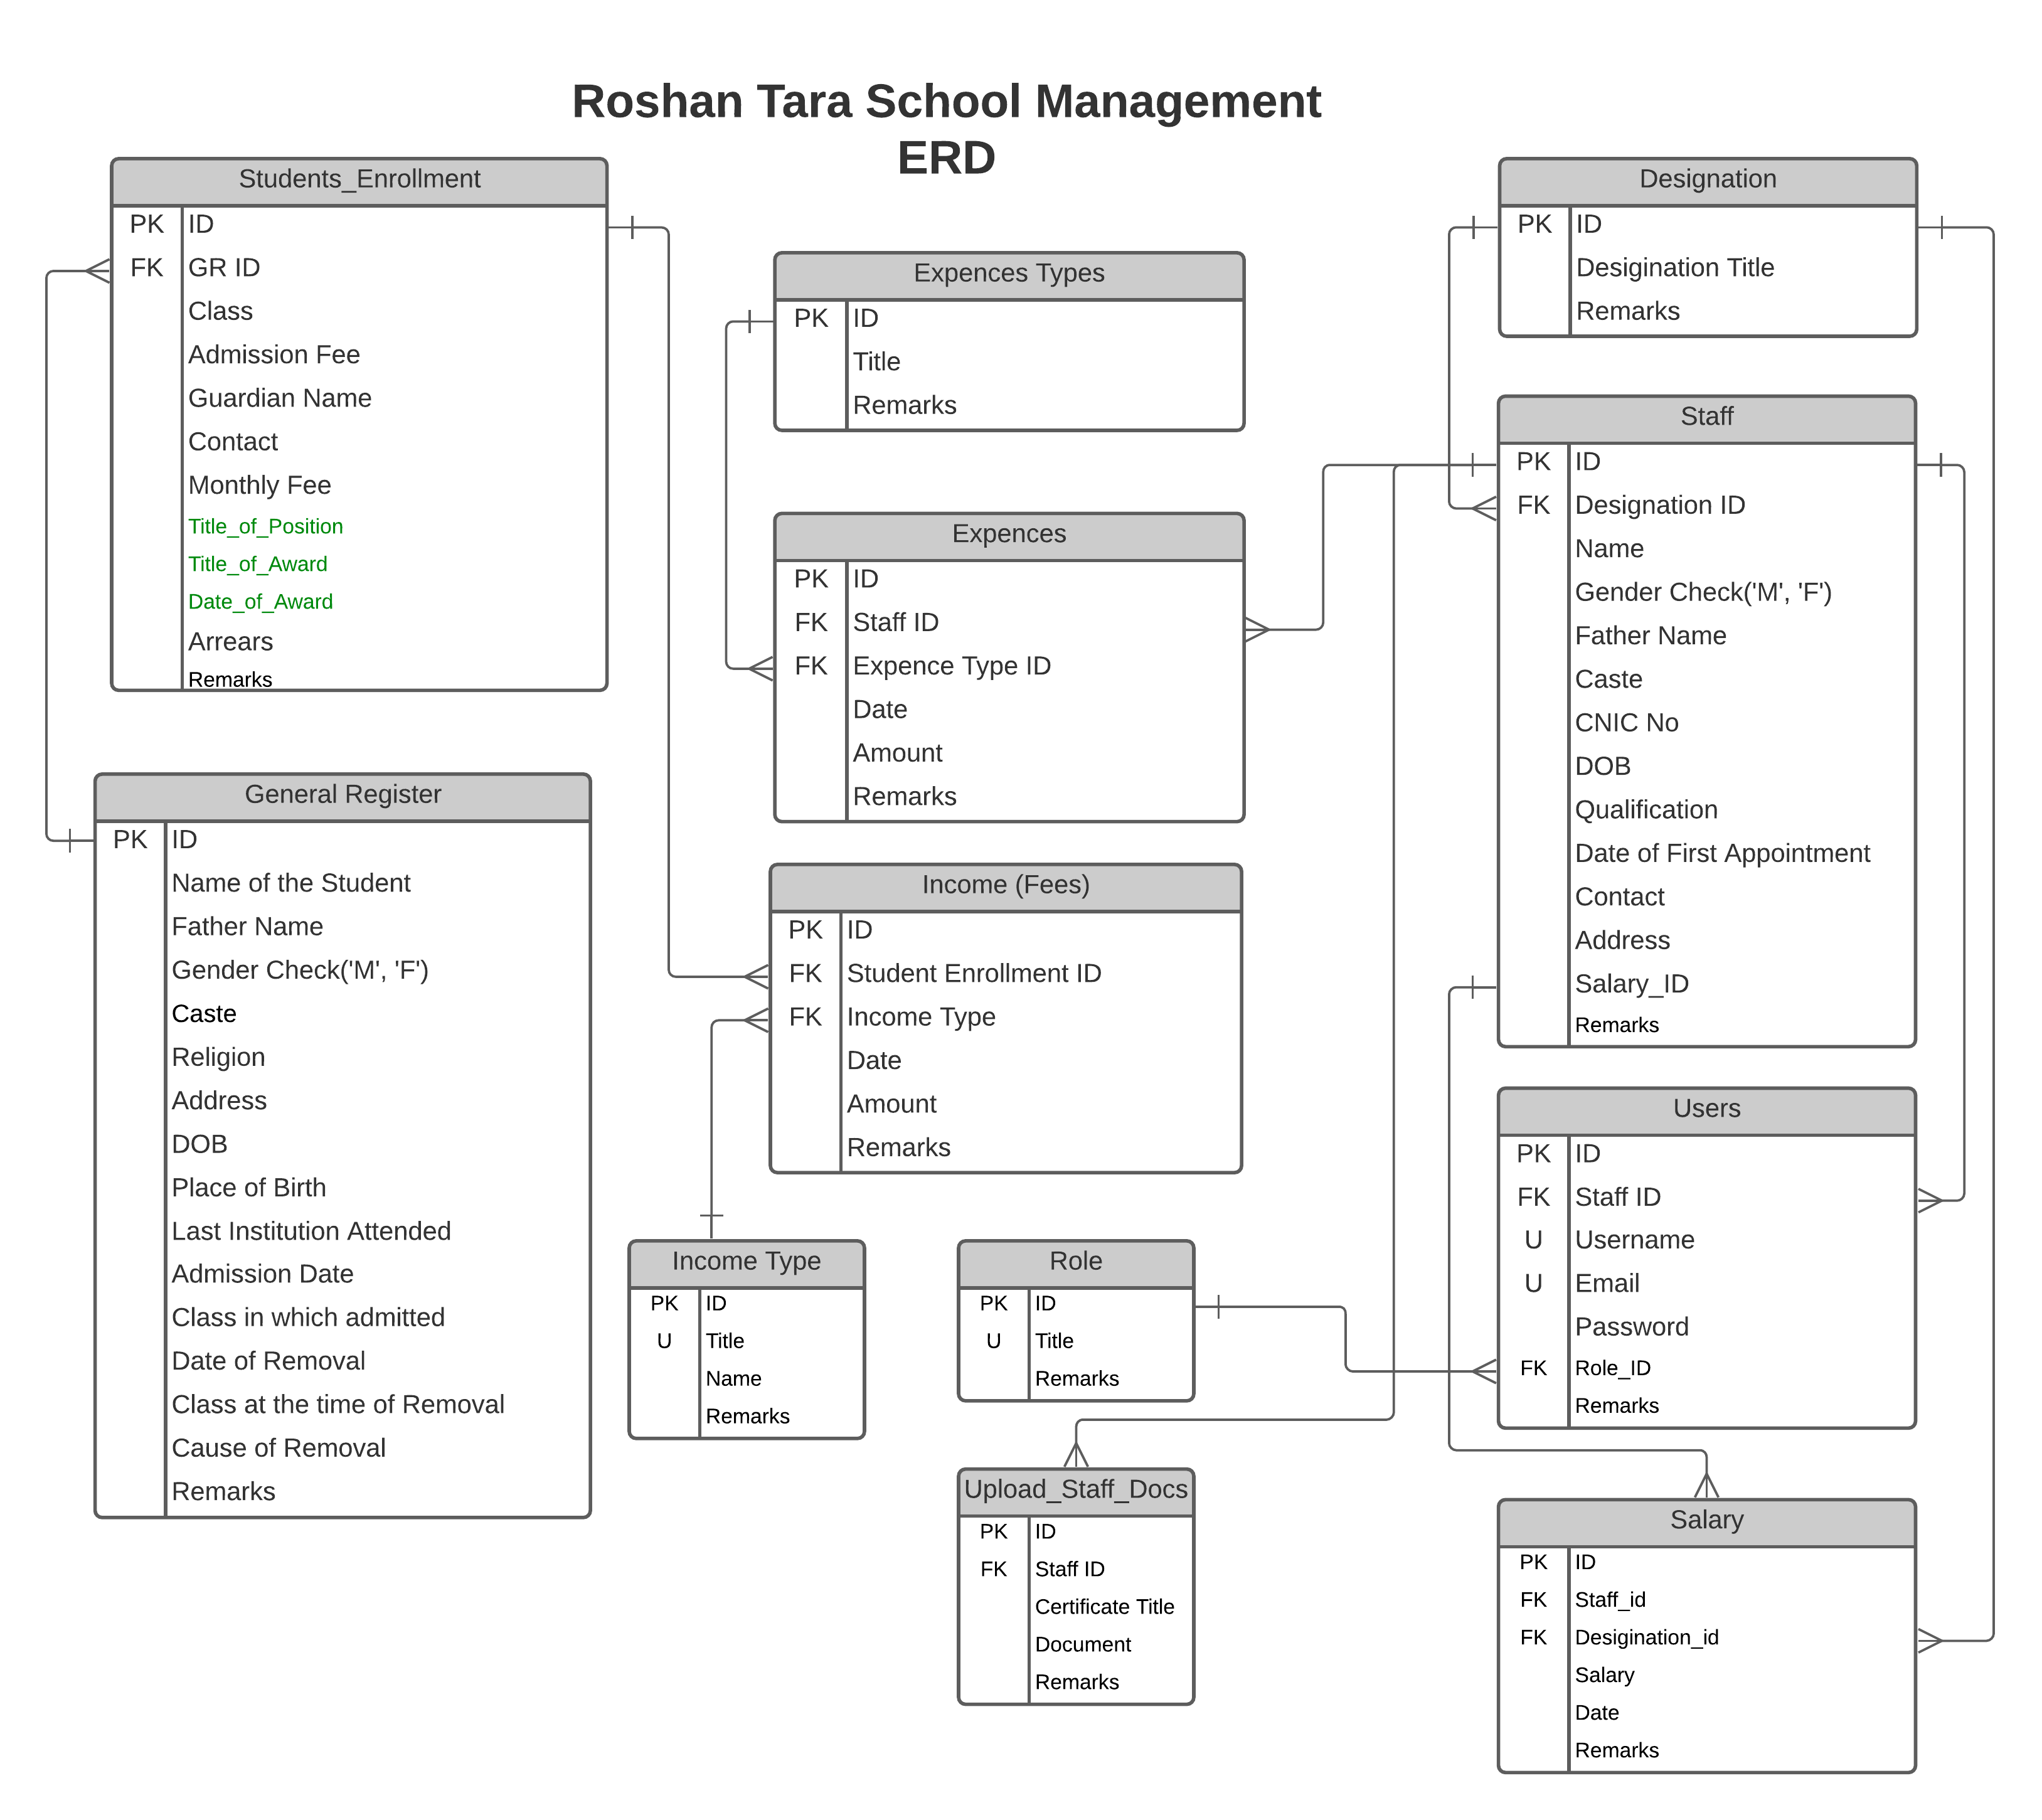 Roshan Tara School Management
ERD
Students_Enrollment
PK ID
FK GR ID
Class
Admission Fee
Guardian Name
Contact
Monthly Fee
Title_of_Position
Title_of_Award
Date_of_Award
Arrears
Remarks
General Register
PK ID
Name of the Student
Father Name
Gender Check('M', 'F')
Caste
Religion
Address
DOB
Place of Birth
Last Institution Attended
Admission Date
Class in which admitted
Date of Removal
Class at the time of Removal
Cause of Removal
Remarks
Expences Types
PK ID
Title
Remarks
Expences
PK ID
FK Staff ID
FK Expence Type ID
Date
Amount
Remarks
Income (Fees)
PK ID
FK Student Enrollment ID
FK Income Type
Date
Amount
Remarks
Income Type
PK ID
U Title
Name
Remarks
Role
PK ID
U Title
Remarks
Upload_Staff_Docs
PK ID
FK Staff ID
Certificate Title
Document
Remarks
Designation
PK ID
Desigination Title
Remarks
Staff
PK ID
FK Designation ID
Name
Gender Check('M', 'F')
Father Name
Caste
CNIC No
DOB
Qualification
Date of First Appointment
Contact
Address
Salary_ID
Remarks
Users
PK ID
FK Staff ID
U Username
U Email
Password
FK Role_ID
Remarks
Salary
PK ID
FK Staff_id
FK Desigination_id
Salary
Date
Remarks